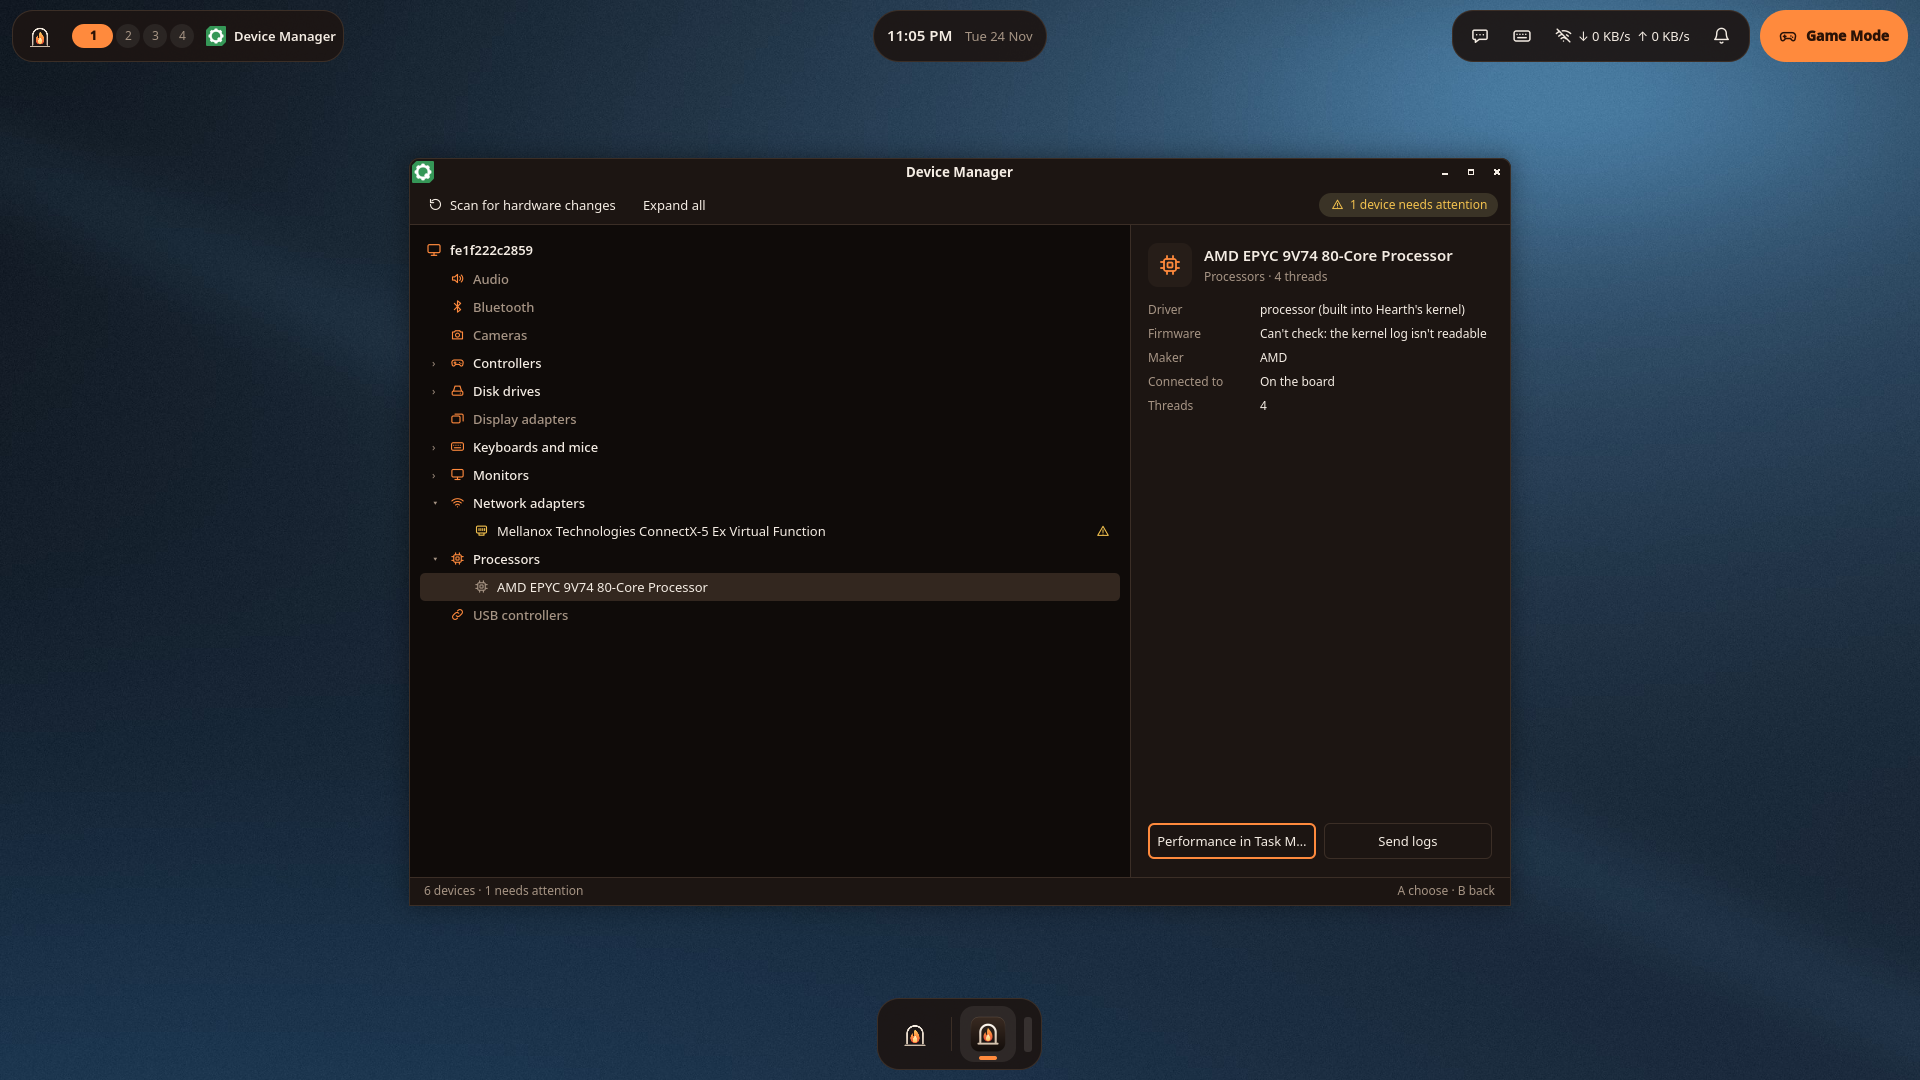 1 2 3 4 Device Manager
11:05 PM Tue 24 Nov
0 KB/s 0 KB/s
Game Mode
Device Manager
Scan for hardware changes Expand all
1 device needs attention
fe1f222c2859
Audio
Bluetooth
Cameras
Controllers
Disk drives
Display adapters
Keyboards and mice
Monitors
Network adapters
Mellanox Technologies ConnectX-5 Ex Virtual Function
Processors
AMD EPYC 9V74 80-Core Processor
USB controllers
AMD EPYC 9V74 80-Core Processor
Processors · 4 threads
Driver processor (built into Hearth's kernel)
Firmware Can't check: the kernel log isn't readable
Maker AMD
Connected to On the board
Threads 4
Performance in Task M... Send logs
6 devices · 1 needs attention
A choose · B back